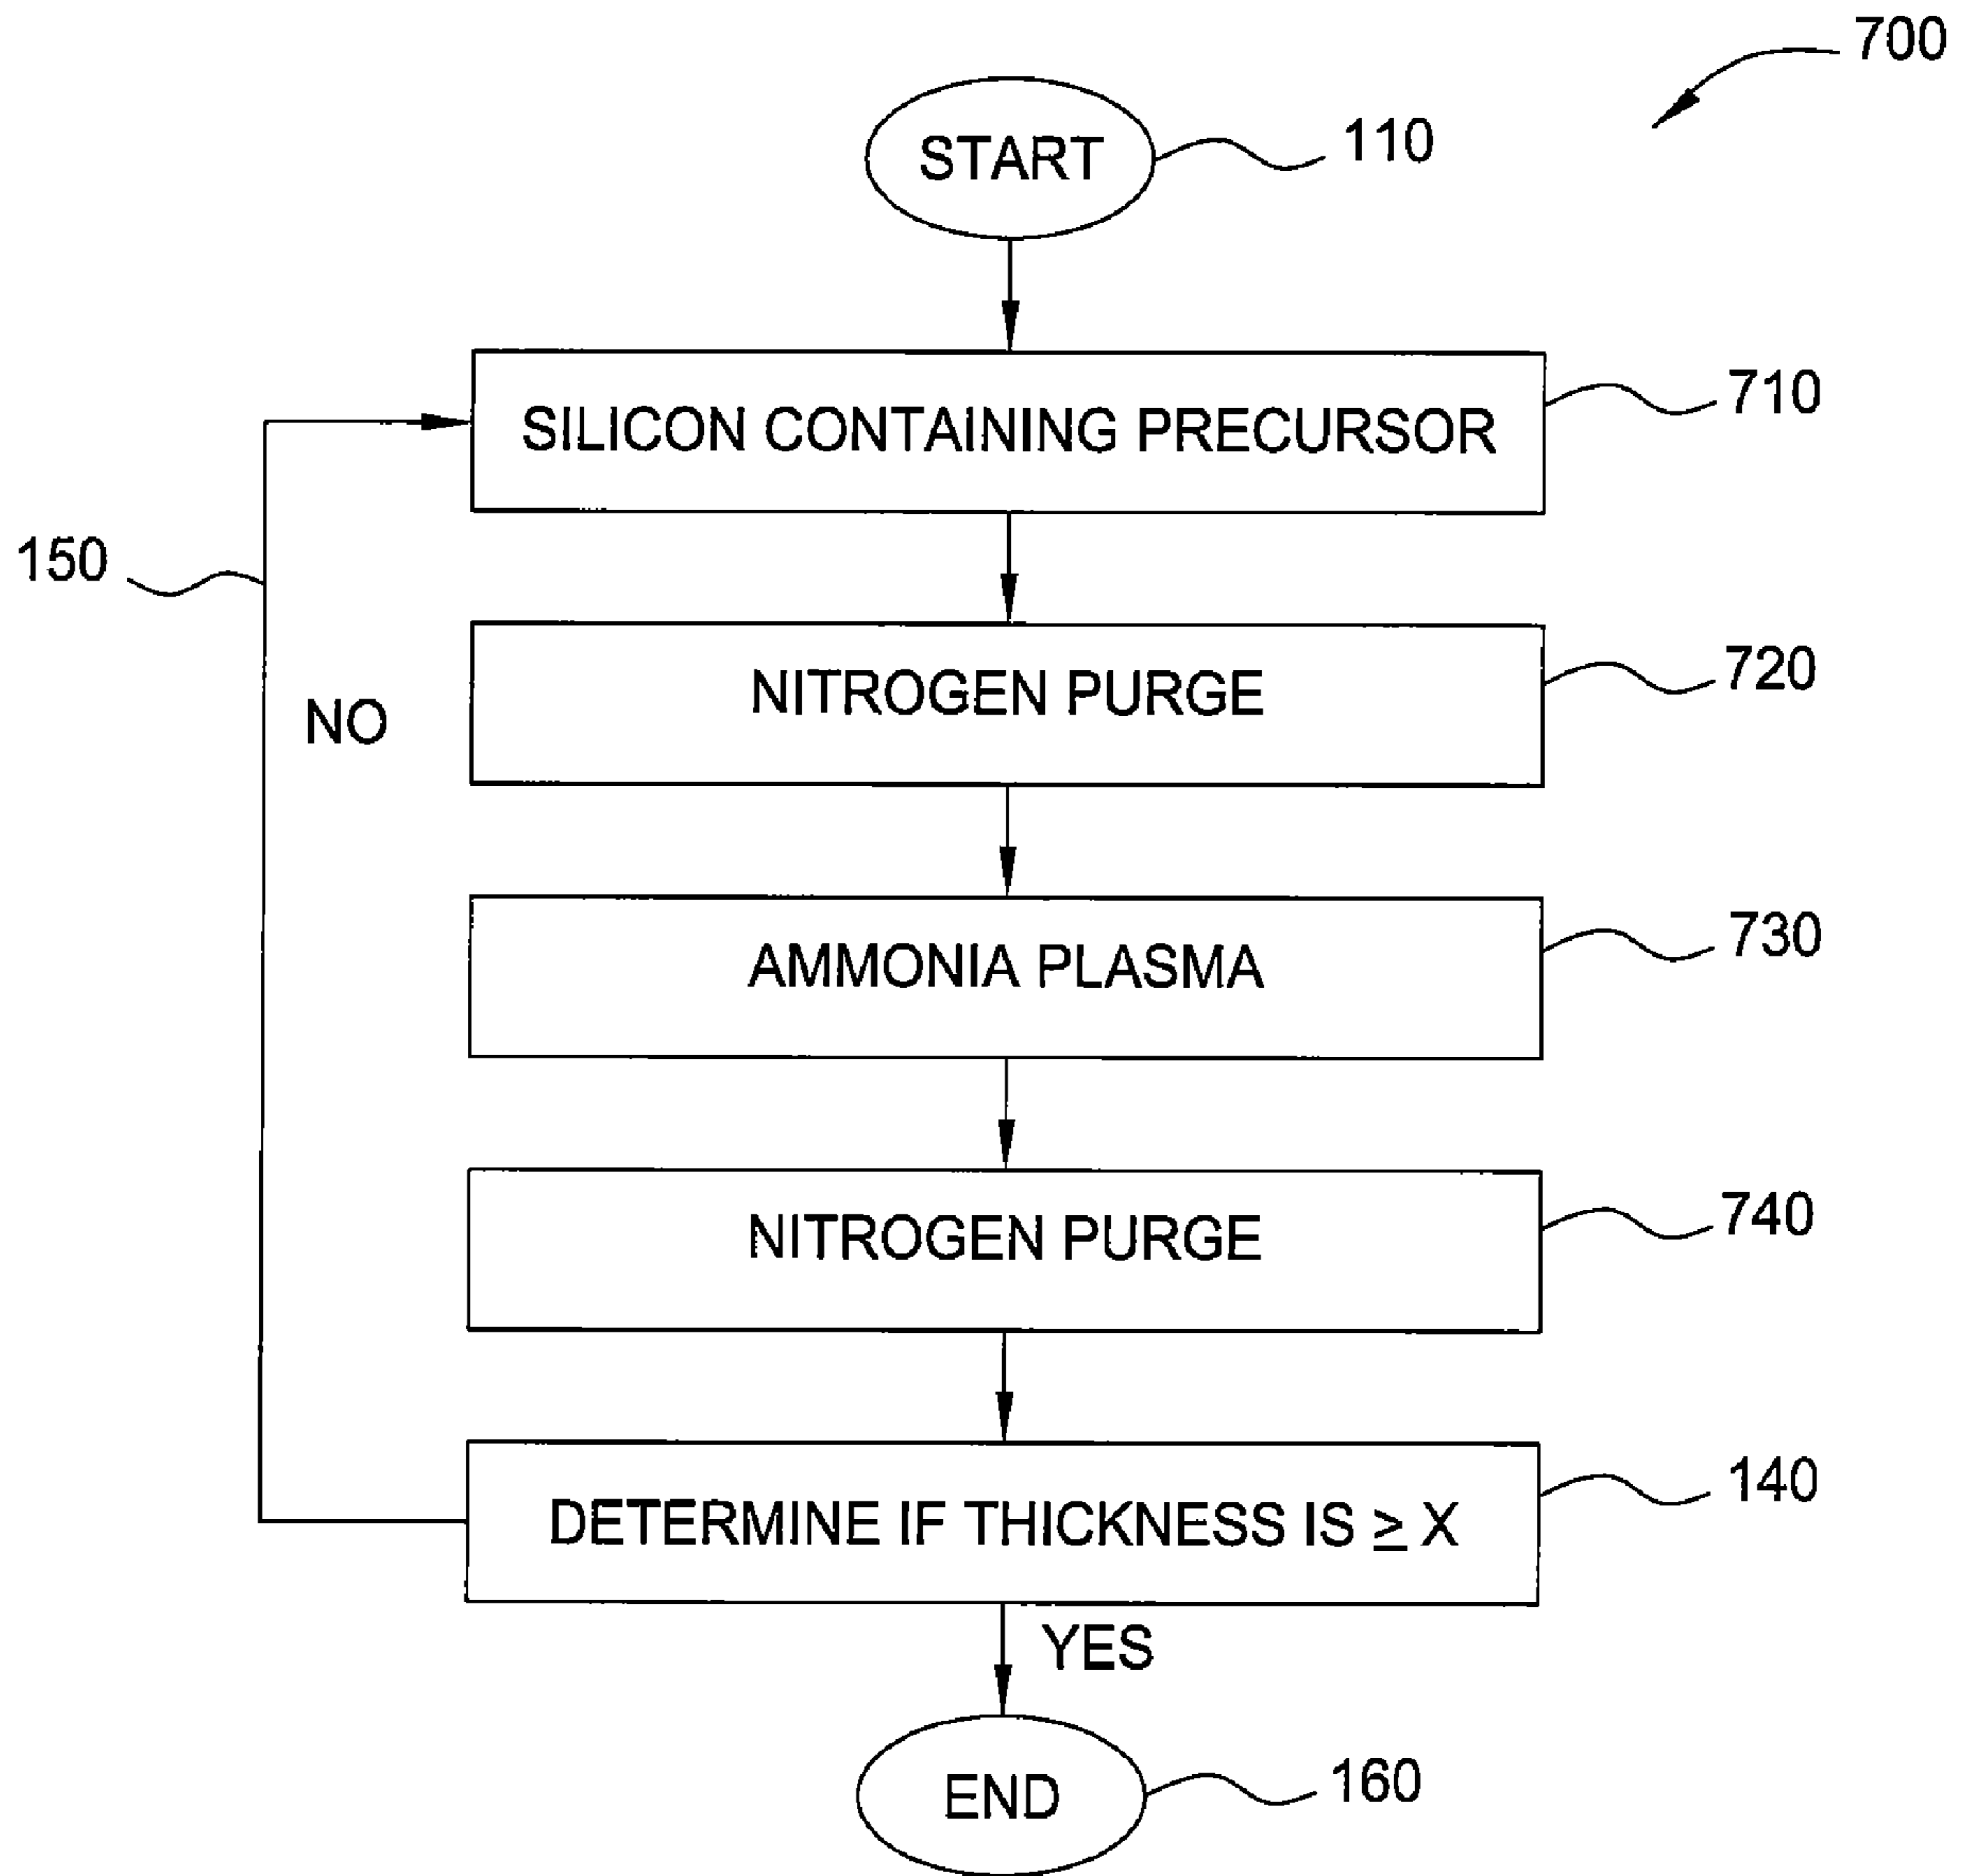 700
START
110
SILICON CONTAINING PRECURSOR
710
150
NITROGEN PURGE
720
NO
AMMONIA PLASMA
730
NITROGEN PURGE
740
DETERMINE IF THICKNESS IS ≥ X
140
YES
END
160